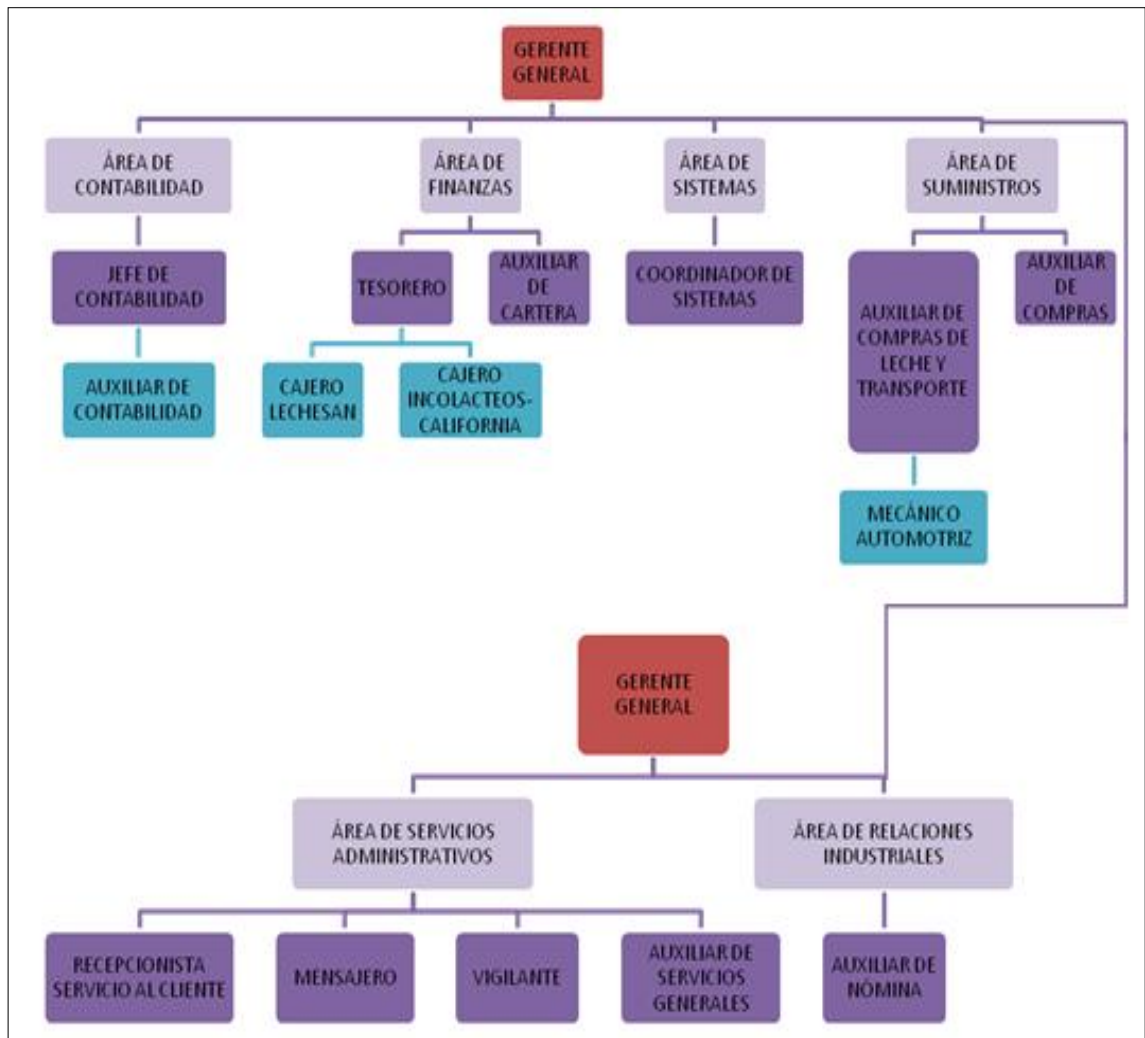 GERENTE
GENERAL
ÁREA DE
CONTABILIDAD
ÁREA DE
FINANZAS
ÁREA DE
SISTEMAS
ÁREA DE
SUMINISTROS
JEFE DE
CONTABILIDAD
TESORERO
AUXILIAR
DE
CARTERA
COORDINADOR DE
SISTEMAS
AUXILIAR DE
COMPRAS DE
LECHE Y
TRANSPORTE
AUXILIAR
DE
COMPRAS
AUXILIAR DE
CONTABILIDAD
CAJERO
LECHESAN
CAJERO
INCOLACTEOS-
CALIFORNIA
MECÁNICO
AUTOMOTRIZ
GERENTE
GENERAL
ÁREA DE SERVICIOS
ADMINISTRATIVOS
ÁREA DE RELACIONES
INDUSTRIALES
RECEPCIONISTA
SERVICIO AL CLIENTE
MENSAJERO
VIGILANTE
AUXILIAR DE
SERVICIOS
GENERALES
AUXILIAR DE
NÓMINA